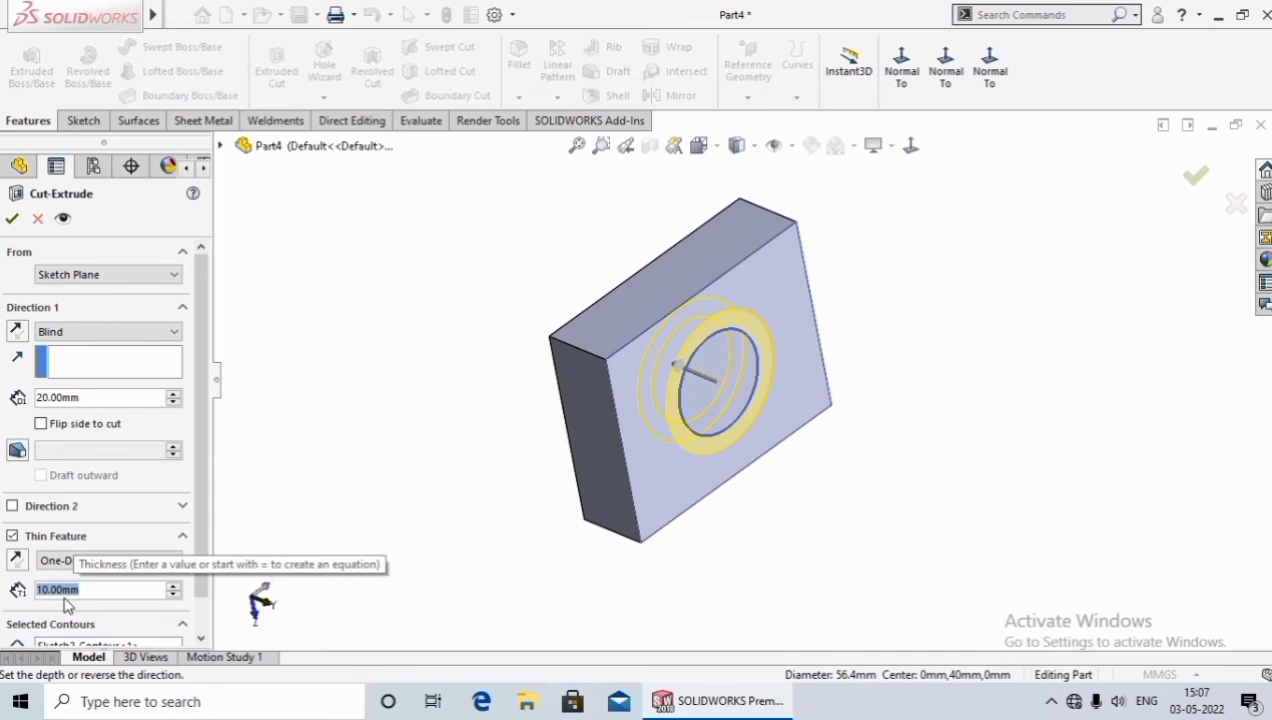 SOLIDWORKS
Part4 *
Search Commands
Extruded Boss/Base
Revolved Boss/Base
Swept Boss/Base
Lofted Boss/Base
Boundary Boss/Base
Extruded Cut
Hole Wizard
Revolved Cut
Swept Cut
Lofted Cut
Boundary Cut
Fillet
Linear Pattern
Rib
Draft
Shell
Wrap
Intersect
Mirror
Reference Geometry
Curves
Instant3D
Normal To
Normal To
Normal To
Features Sketch Surfaces Sheet Metal Weldments Direct Editing Evaluate Render Tools SOLIDWORKS Add-Ins
Part4 (Default<<Default>...
Cut-Extrude
From
Sketch Plane
Direction 1
Blind
20.00mm
Flip side to cut
Draft outward
Direction 2
Thin Feature
One-D
Thickness (Enter a value or start with = to create an equation)
10.00mm
Selected Contours
Sketch2-Contour<1>
Activate Windows
Go to Settings to activate Windows.
Model 3D Views Motion Study 1
Set the depth or reverse the direction.
Diameter: 56.4mm Center: 0mm,40mm,0mm
Editing Part
MMGS
Type here to search
SOLIDWORKS Prem...
ENG
15:07
03-05-2022
3